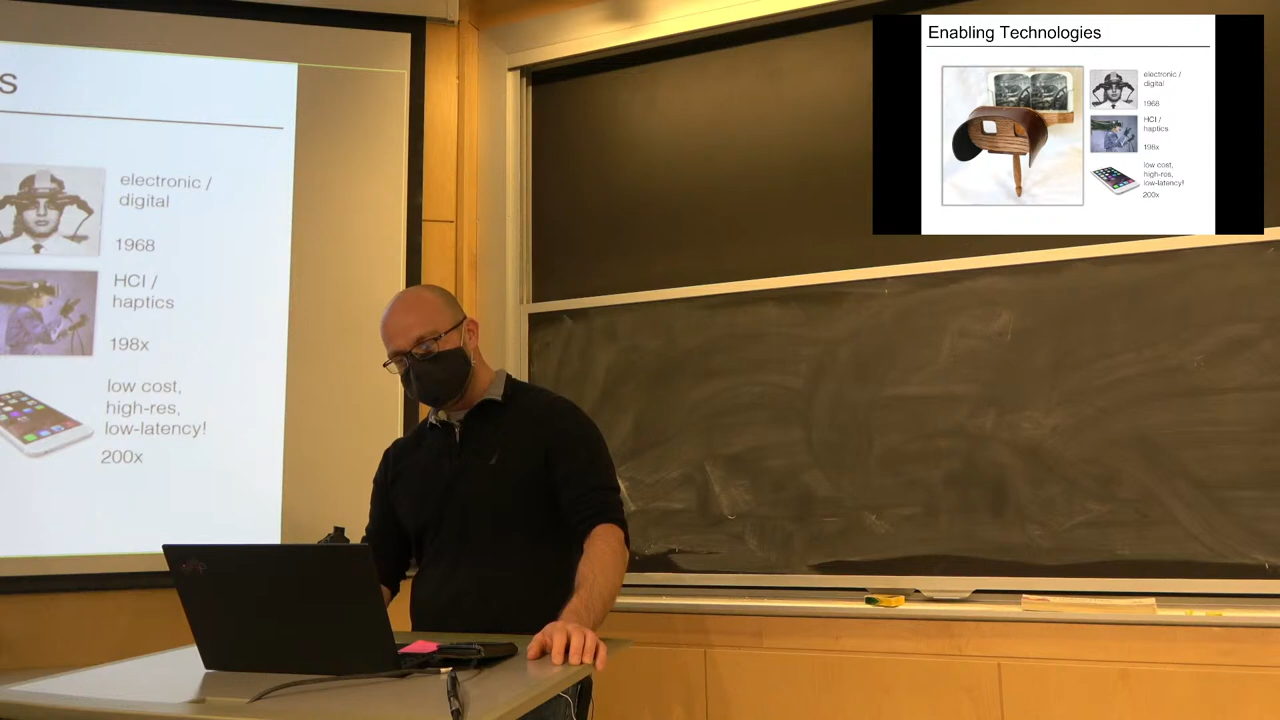 s
electronic /
digital
1968
HCI /
haptics
198x
low cost,
high-res,
low-latency!
200x
Enabling Technologies
electronic /
digital
1968
HCI /
haptics
198x
low cost,
high-res,
low-latency!
200x